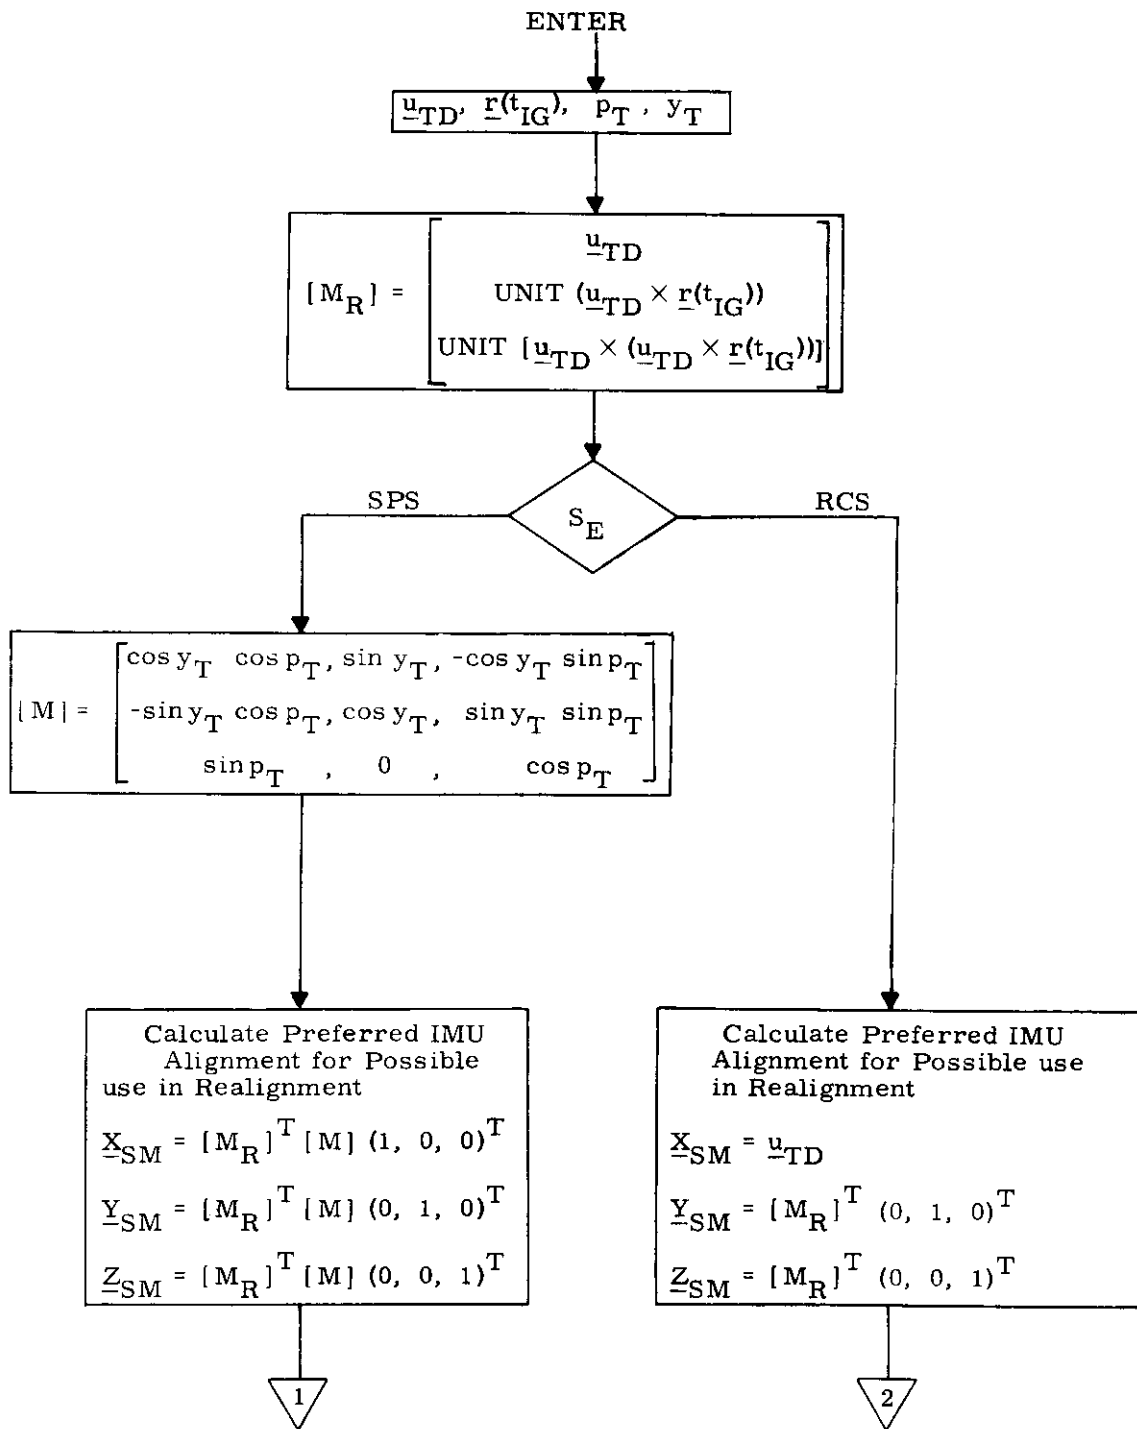 ENTER
u_TD, r(t_IG), p_T, y_T
[M_R] =
u_TD
UNIT (u_TD × r(t_IG))
UNIT [u_TD × (u_TD × r(t_IG))]
SPS
S_E
RCS
[M] =
cos y_T cos p_T, sin y_T, -cos y_T sin p_T
-sin y_T cos p_T, cos y_T, sin y_T sin p_T
sin p_T , 0 , cos p_T
Calculate Preferred IMU
Alignment for Possible
use in Realignment
X_SM = [M_R]^T [M] (1, 0, 0)^T
Y_SM = [M_R]^T [M] (0, 1, 0)^T
Z_SM = [M_R]^T [M] (0, 0, 1)^T
1
Calculate Preferred IMU
Alignment for Possible use
in Realignment
X_SM = u_TD
Y_SM = [M_R]^T (0, 1, 0)^T
Z_SM = [M_R]^T (0, 0, 1)^T
2